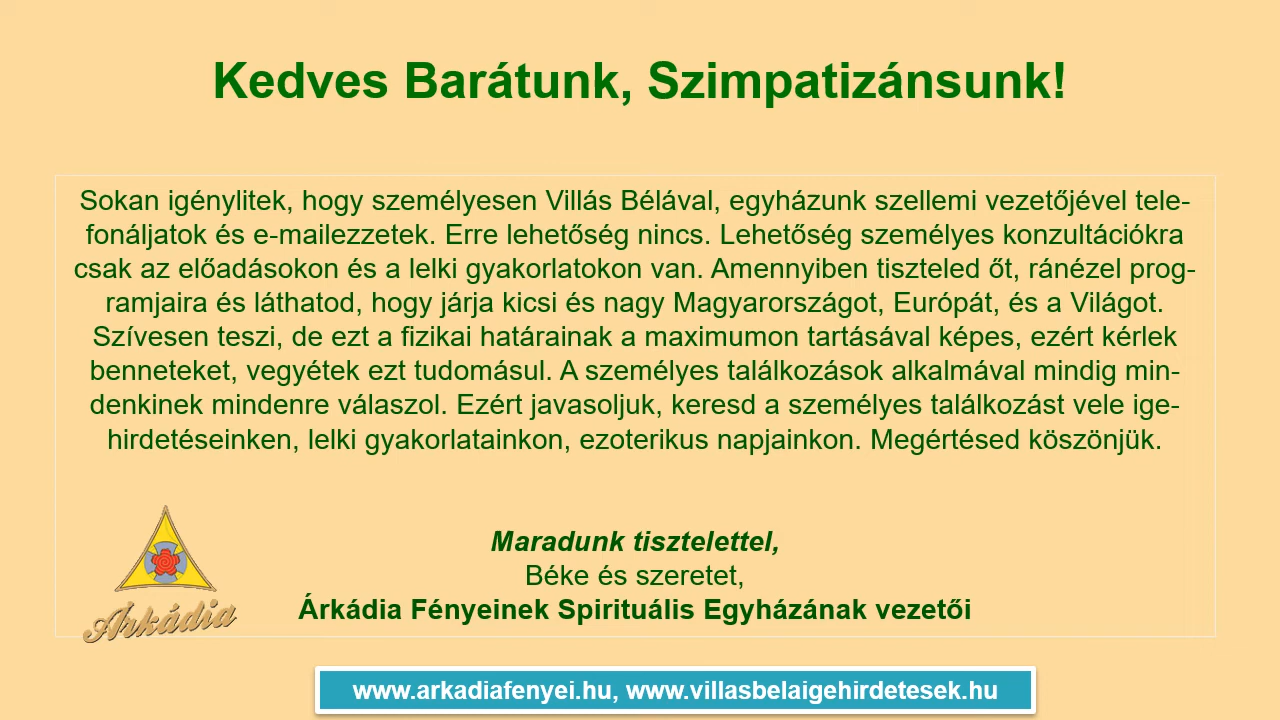 Kedves Barátunk, Szimpatizánsunk!
Sokan igénylitek, hogy személyesen Villás Bélával, egyházunk szellemi vezetőjével tele-
fonáljatok és e-mailezzetek. Erre lehetőség nincs. Lehetőség személyes konzultációkra
csak az előadásokon és a lelki gyakorlatokon van. Amennyiben tiszteled őt, ránézel prog-
ramjaira és láthatod, hogy járja kicsi és nagy Magyarországot, Európát, és a Világot.
Szívesen teszi, de ezt a fizikai határainak a maximumon tartásával képes, ezért kérlek
benneteket, vegyétek ezt tudomásul. A személyes találkozások alkalmával mindig min-
denkinek mindenre válaszol. Ezért javasoljuk, keresd a személyes találkozást vele ige-
hirdetéseinken, lelki gyakorlatainkon, ezoterikus napjainkon. Megértésed köszönjük.
Maradunk tisztelettel,
Béke és szeretet,
Árkádia Fényeinek Spirituális Egyházának vezetői
Árkádia
www.arkadiafenyei.hu, www.villasbelaigehirdetesek.hu